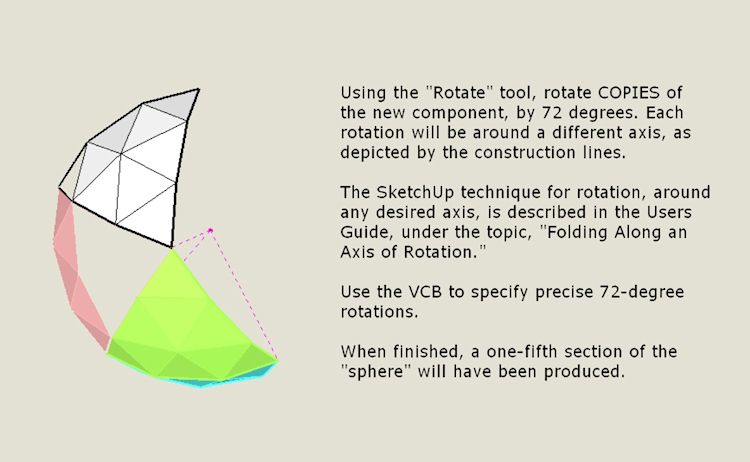 Using the "Rotate" tool, rotate COPIES of
the new component, by 72 degrees. Each
rotation will be around a different axis, as
depicted by the construction lines.
The SketchUp technique for rotation, around
any desired axis, is described in the Users
Guide, under the topic, "Folding Along an
Axis of Rotation."
Use the VCB to specify precise 72-degree
rotations.
When finished, a one-fifth section of the
"sphere" will have been produced.